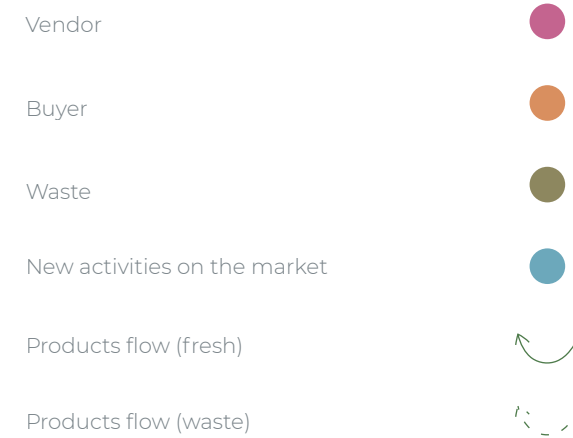 Vendor
Buyer
Waste
New activities on the market
Products flow (fresh)
Products flow (waste)